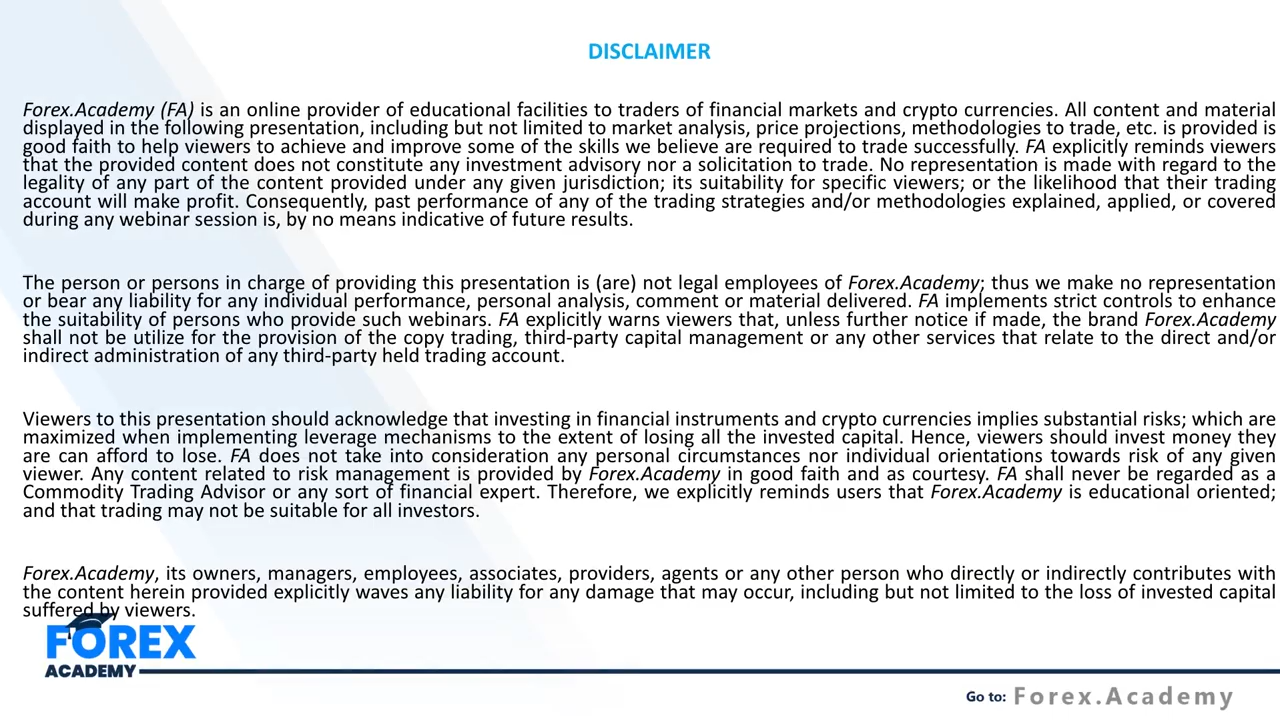 DISCLAIMER
Forex.Academy (FA) is an online provider of educational facilities to traders of financial markets and crypto currencies. All content and material
displayed in the following presentation, including but not limited to market analysis, price projections, methodologies to trade, etc. is provided is
good faith to help viewers to achieve and improve some of the skills we believe are required to trade successfully. FA explicitly reminds viewers
that the provided content does not constitute any investment advisory nor a solicitation to trade. No representation is made with regard to the
legality of any part of the content provided under any given jurisdiction; its suitability for specific viewers; or the likelihood that their trading
account will make profit. Consequently, past performance of any of the trading strategies and/or methodologies explained, applied, or covered
during any webinar session is, by no means indicative of future results.
The person or persons in charge of providing this presentation is (are) not legal employees of Forex.Academy; thus we make no representation
or bear any liability for any individual performance, personal analysis, comment or material delivered. FA implements strict controls to enhance
the suitability of persons who provide such webinars. FA explicitly warns viewers that, unless further notice if made, the brand Forex.Academy
shall not be utilize for the provision of the copy trading, third-party capital management or any other services that relate to the direct and/or
indirect administration of any third-party held trading account.
Viewers to this presentation should acknowledge that investing in financial instruments and crypto currencies implies substantial risks; which are
maximized when implementing leverage mechanisms to the extent of losing all the invested capital. Hence, viewers should invest money they
are can afford to lose. FA does not take into consideration any personal circumstances nor individual orientations towards risk of any given
viewer. Any content related to risk management is provided by Forex.Academy in good faith and as courtesy. FA shall never be regarded as a
Commodity Trading Advisor or any sort of financial expert. Therefore, we explicitly reminds users that Forex.Academy is educational oriented;
and that trading may not be suitable for all investors.
Forex.Academy, its owners, managers, employees, associates, providers, agents or any other person who directly or indirectly contributes with
the content herein provided explicitly waves any liability for any damage that may occur, including but not limited to the loss of invested capital
suffered by viewers.
FOREX
ACADEMY
Go to: Forex.Academy